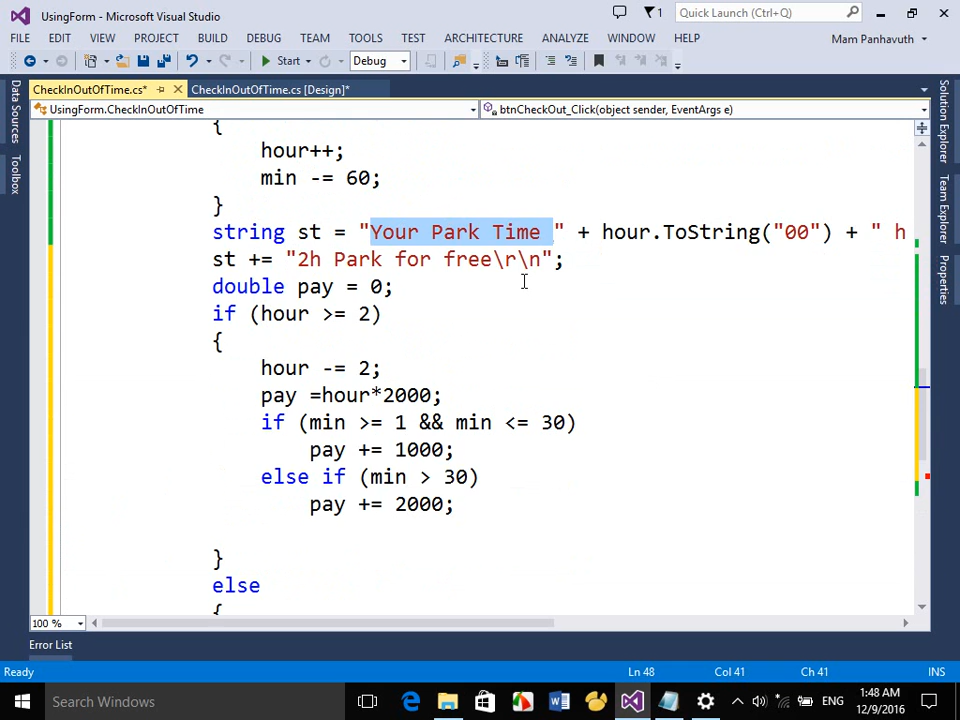 UsingForm - Microsoft Visual Studio
1
Quick Launch (Ctrl+Q)
FILE EDIT VIEW PROJECT BUILD DEBUG TEAM TOOLS TEST ARCHITECTURE ANALYZE WINDOW HELP
Mam Panhavuth
Start
Debug
CheckInOutOfTime.cs*
CheckInOutOfTime.cs [Design]*
UsingForm.CheckInOutOfTime
btnCheckOut_Click(object sender, EventArgs e)
Data Sources
Toolbox
Solution Explorer
Team Explorer
Properties
{
hour++;
min -= 60;
}
string st = "Your Park Time " + hour.ToString("00") + " h
st += "2h Park for free\r\n";
double pay = 0;
if (hour >= 2)
{
hour -= 2;
pay =hour*2000;
if (min >= 1 && min <= 30)
pay += 1000;
else if (min > 30)
pay += 2000;
}
else
{
100 %
Error List
Ready
Ln 48
Col 41
Ch 41
INS
Search Windows
ENG
1:48 AM
12/9/2016